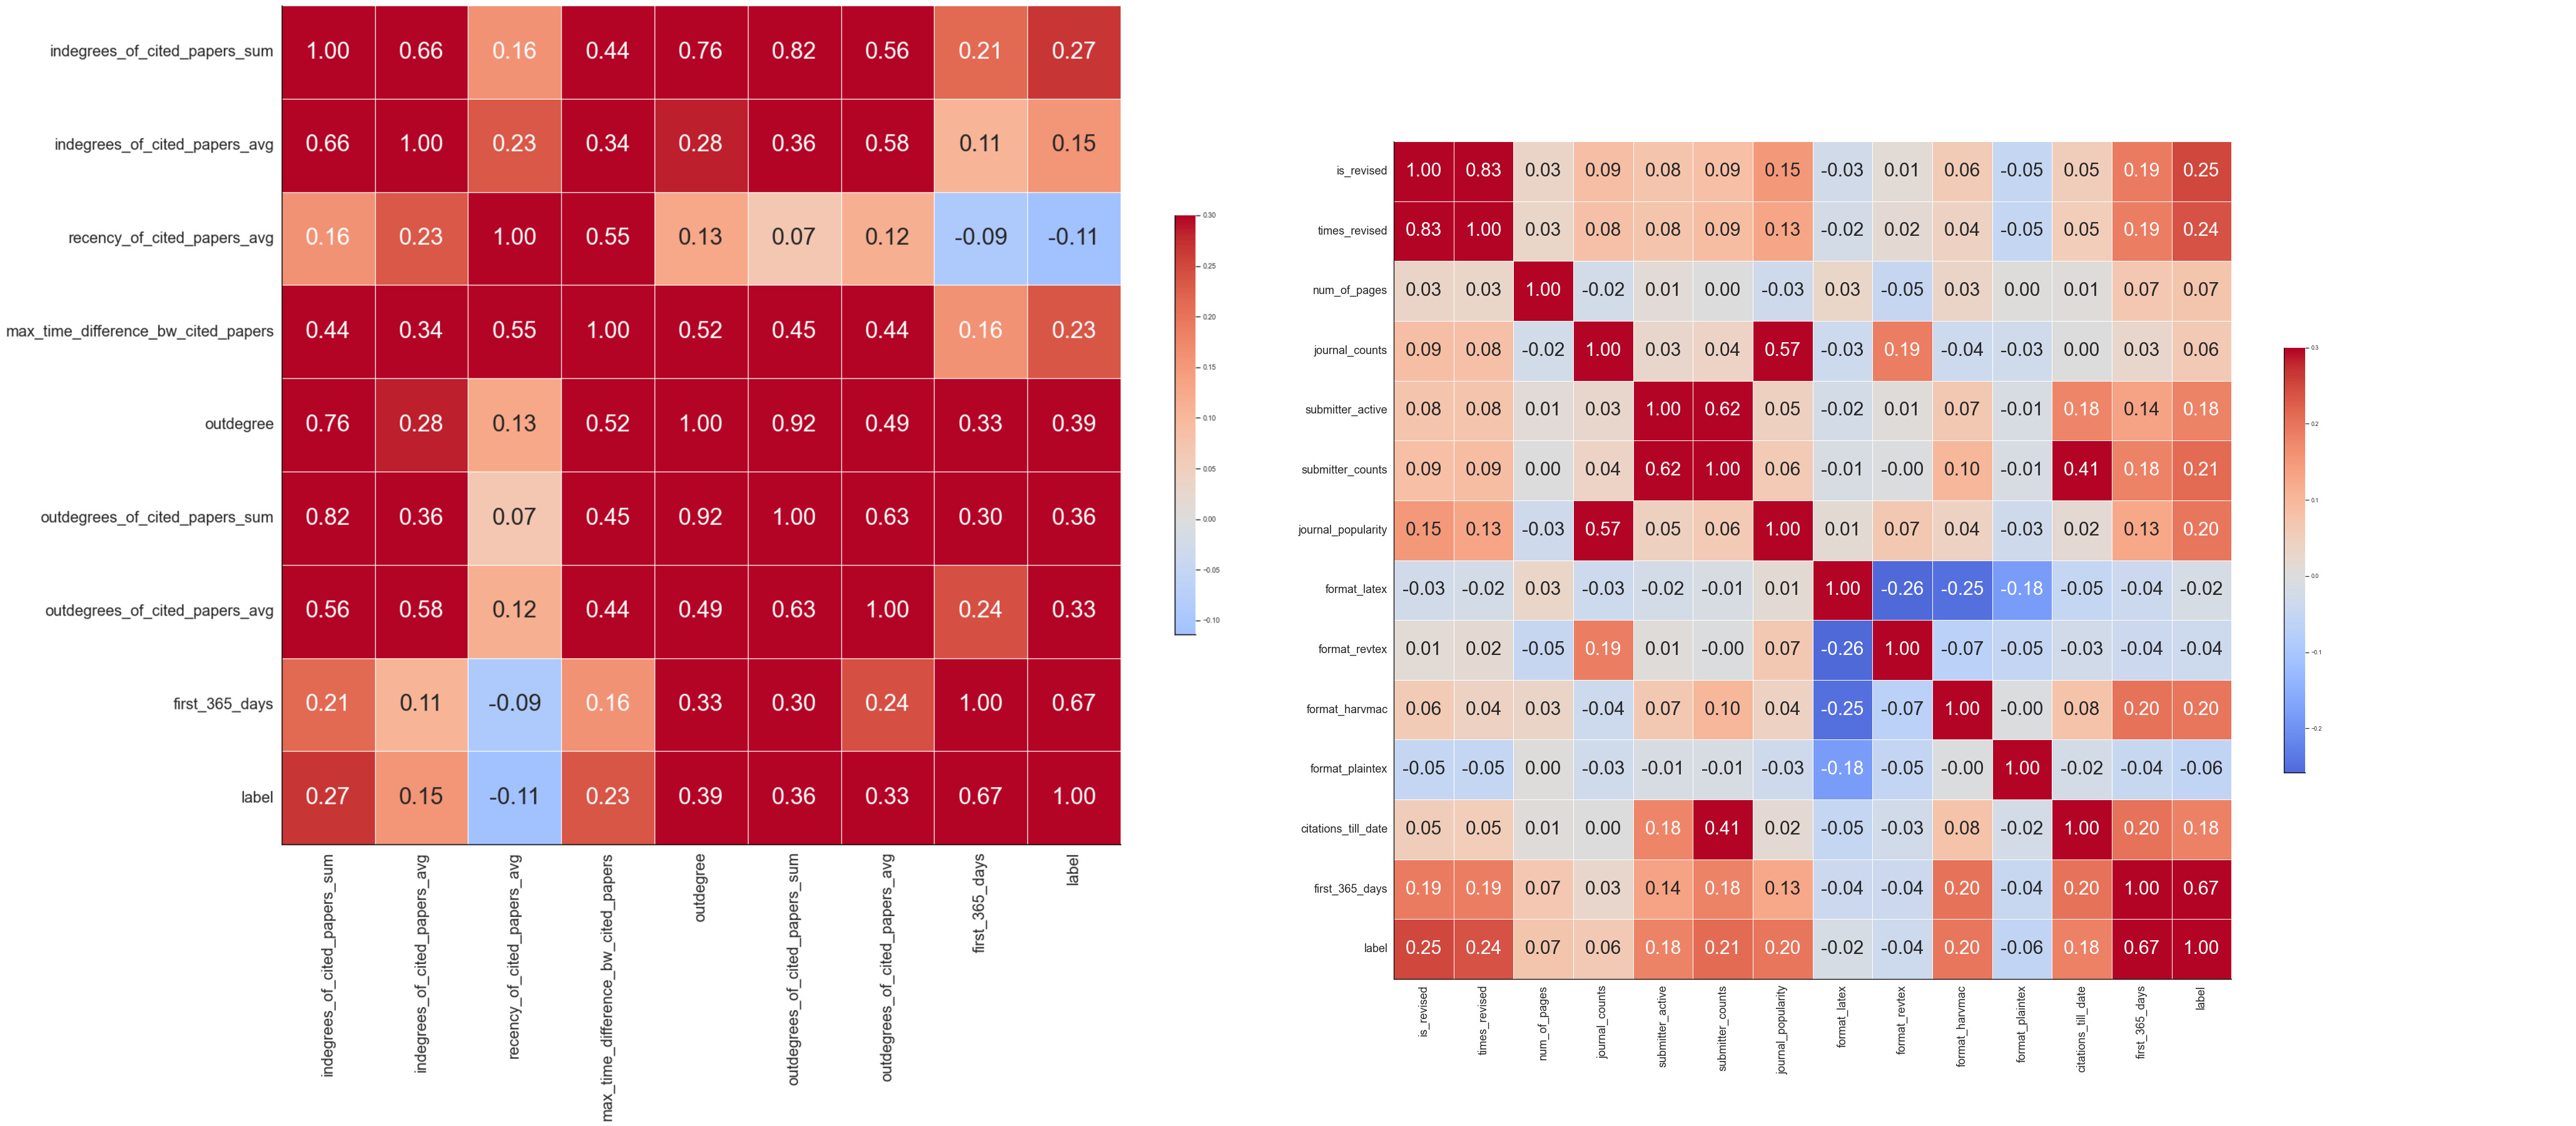 indegrees_of_cited_papers_sum 1.00 0.66 0.16 0.44 0.76 0.82 0.56 0.21 0.27
indegrees_of_cited_papers_avg 0.66 1.00 0.23 0.34 0.28 0.36 0.58 0.11 0.15
recency_of_cited_papers_avg 0.16 0.23 1.00 0.55 0.13 0.07 0.12 -0.09 -0.11
max_time_difference_bw_cited_papers 0.44 0.34 0.55 1.00 0.52 0.45 0.44 0.16 0.23
outdegree 0.76 0.28 0.13 0.52 1.00 0.92 0.49 0.33 0.39
outdegrees_of_cited_papers_sum 0.82 0.36 0.07 0.45 0.92 1.00 0.63 0.30 0.36
outdegrees_of_cited_papers_avg 0.56 0.58 0.12 0.44 0.49 0.63 1.00 0.24 0.33
first_365_days 0.21 0.11 -0.09 0.16 0.33 0.30 0.24 1.00 0.67
label 0.27 0.15 -0.11 0.23 0.39 0.36 0.33 0.67 1.00
indegrees_of_cited_papers_sum
indegrees_of_cited_papers_avg
recency_of_cited_papers_avg
max_time_difference_bw_cited_papers
outdegree
outdegrees_of_cited_papers_sum
outdegrees_of_cited_papers_avg
first_365_days
label
0.30
0.25
0.20
0.15
0.10
0.05
0.00
−0.05
−0.10
is_revised 1.00 0.83 0.03 0.09 0.08 0.09 0.15 -0.03 0.01 0.06 -0.05 0.05 0.19 0.25
times_revised 0.83 1.00 0.03 0.08 0.08 0.09 0.13 -0.02 0.02 0.04 -0.05 0.05 0.19 0.24
num_of_pages 0.03 0.03 1.00 -0.02 0.01 0.00 -0.03 0.03 -0.05 0.03 0.00 0.01 0.07 0.07
journal_counts 0.09 0.08 -0.02 1.00 0.03 0.04 0.57 -0.03 0.19 -0.04 -0.03 0.00 0.03 0.06
submitter_active 0.08 0.08 0.01 0.03 1.00 0.62 0.05 -0.02 0.01 0.07 -0.01 0.18 0.14 0.18
submitter_counts 0.09 0.09 0.00 0.04 0.62 1.00 0.06 -0.01 -0.00 0.10 -0.01 0.41 0.18 0.21
journal_popularity 0.15 0.13 -0.03 0.57 0.05 0.06 1.00 0.01 0.07 0.04 -0.03 0.02 0.13 0.20
format_latex -0.03 -0.02 0.03 -0.03 -0.02 -0.01 0.01 1.00 -0.26 -0.25 -0.18 -0.05 -0.04 -0.02
format_revtex 0.01 0.02 -0.05 0.19 0.01 -0.00 0.07 -0.26 1.00 -0.07 -0.05 -0.03 -0.04 -0.04
format_harvmac 0.06 0.04 0.03 -0.04 0.07 0.10 0.04 -0.25 -0.07 1.00 -0.00 0.08 0.20 0.20
format_plaintex -0.05 -0.05 0.00 -0.03 -0.01 -0.01 -0.03 -0.18 -0.05 -0.00 1.00 -0.02 -0.04 -0.06
citations_till_date 0.05 0.05 0.01 0.00 0.18 0.41 0.02 -0.05 -0.03 0.08 -0.02 1.00 0.20 0.18
first_365_days 0.19 0.19 0.07 0.03 0.14 0.18 0.13 -0.04 -0.04 0.20 -0.04 0.20 1.00 0.67
label 0.25 0.24 0.07 0.06 0.18 0.21 0.20 -0.02 -0.04 0.20 -0.06 0.18 0.67 1.00
is_revised
times_revised
num_of_pages
journal_counts
submitter_active
submitter_counts
journal_popularity
format_latex
format_revtex
format_harvmac
format_plaintex
citations_till_date
first_365_days
label
0.3
0.2
0.1
0.0
−0.1
−0.2